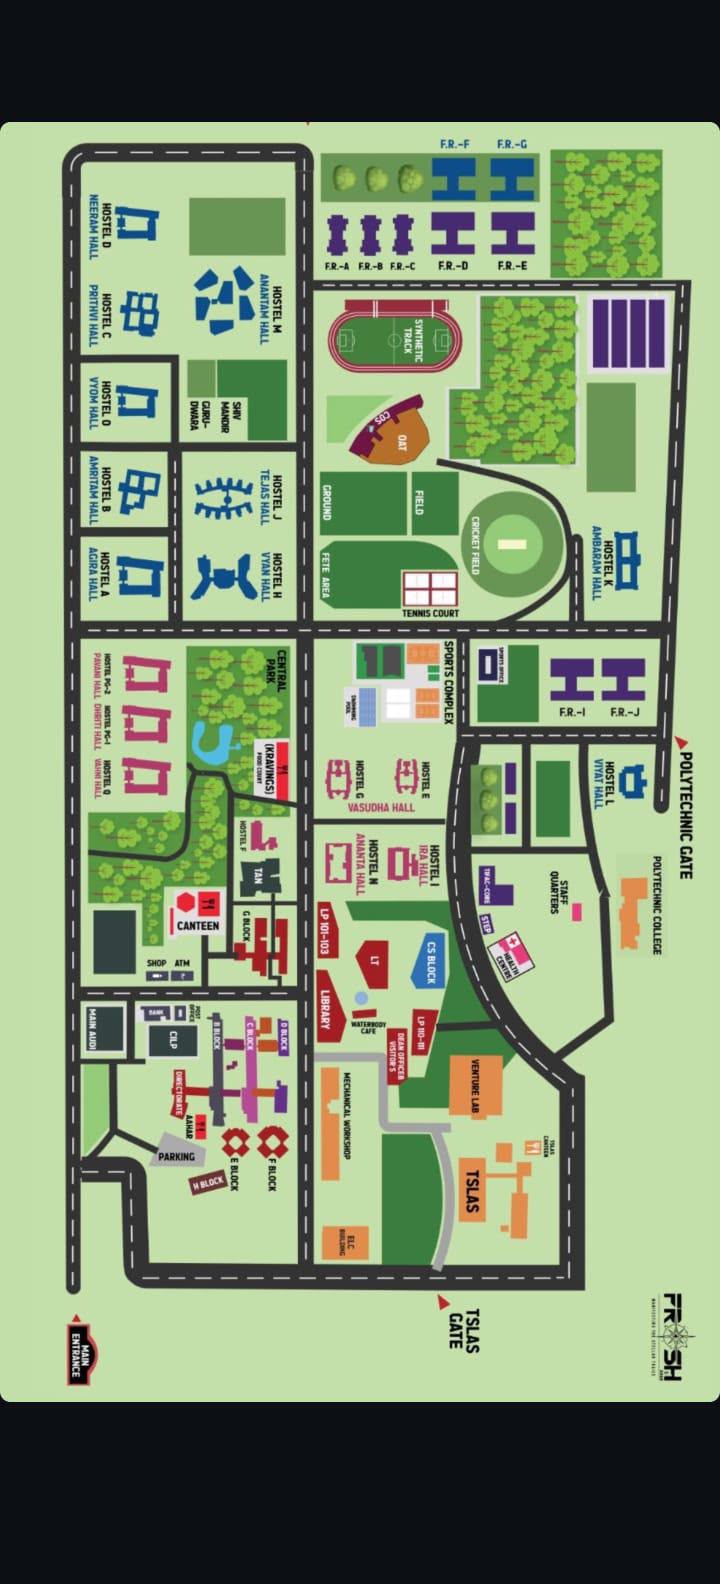 F.R.-F
F.R.-G
F.R.-A
F.R.-B
F.R.-C
F.R.-D
F.R.-E
HOSTEL D
NEERAM HALL
HOSTEL C
PRITHVI HALL
HOSTEL M
ANANTAM HALL
SYNTHETIC
TRACK
HOSTEL O
VYOM HALL
SHIV
MANDIR
GURU-
DWARA
COS
OAT
HOSTEL B
AMRITAM HALL
HOSTEL J
TEJAS HALL
GROUND
FIELD
CRICKET FIELD
HOSTEL K
AMBARAM HALL
HOSTEL A
AGIRA HALL
HOSTEL H
VYAN HALL
FETE AREA
TENNIS COURT
HOSTEL PG-2
PAVANI HALL
HOSTEL PG-1
DHRITI HALL
HOSTEL Q
VAHNI HALL
CENTRAL
PARK
(KRAVINGS)
FOOD COURT
SPORTS COMPLEX
SWIMMING
POOL
SPORTS OFFICE
F.R.-I
F.R.-J
HOSTEL G
HOSTEL E
VASUDHA HALL
HOSTEL L
VIYAT HALL
POLYTECHNIC GATE
HOSTEL F
TAN
HOSTEL N
ANANTA HALL
HOSTEL I
IRA HALL
TIFAC-CORE
STEP
STAFF
QUARTERS
POLYTECHNIC COLLEGE
HEALTH
CENTRE
CANTEEN
SHOP
ATM
G BLOCK
LP 101-103
LT
CS BLOCK
LIBRARY
WATERBODY
CAFE
LP 110-111
DEAN OFFICE
VISITOR'S
MAIN AUDI
BANK
POST
OFFICE
CILP
B BLOCK
C BLOCK
D BLOCK
DIRECTORATE
AAHAR
PARKING
E BLOCK
F BLOCK
H BLOCK
MECHANICAL WORKSHOP
VENTURE LAB
TSLAS
CANTEEN
TSLAS
ELC
BUILDING
TSLAS
GATE
MAIN
ENTRANCE
FROSH